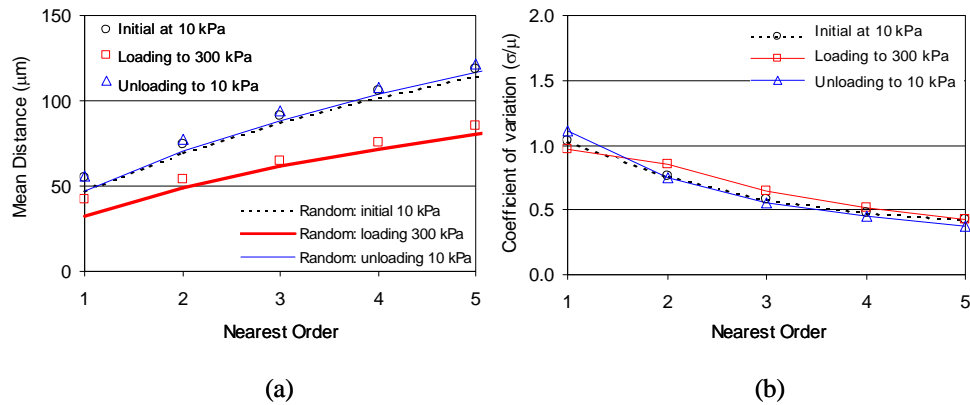 150
100
50
0
Mean Distance (μm)
Initial at 10 kPa
Loading to 300 kPa
Unloading to 10 kPa
Random: initial 10 kPa
Random: loading 300 kPa
Random: unloading 10 kPa
1 2 3 4 5
Nearest Order
(a)
2.0
1.5
1.0
0.5
0.0
Coefficient of variation (σ/μ)
Initial at 10 kPa
Loading to 300 kPa
Unloading to 10 kPa
1 2 3 4 5
Nearest Order
(b)